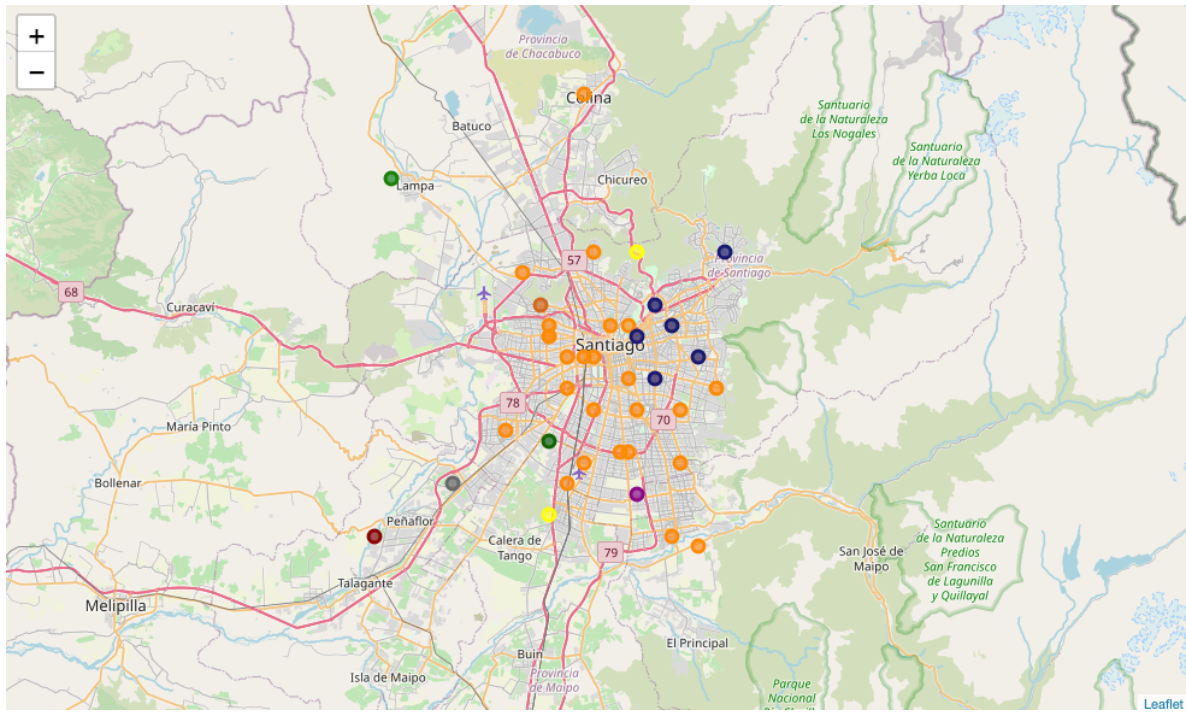 +
−
Provincia
de Chacabuco
Colina
Batuco
Santuario
de la Naturaleza
Los Nogales
Santuario
de la Naturaleza
Yerba Loca
Lampa
Chicureo
57
Provincia
de Santiago
68
Curacaví
Santiago
78
70
María Pinto
Bollenar
Peñaflor
Calera de
Tango
79
San José de
Maipo
Santuario
de la Naturaleza
Predios
San Francisco
de Lagunilla
y Quillayal
Talagante
Melipilla
El Principal
Buin
Provincia
de Maipo
Isla de Maipo
Parque
Nacional
Leaflet